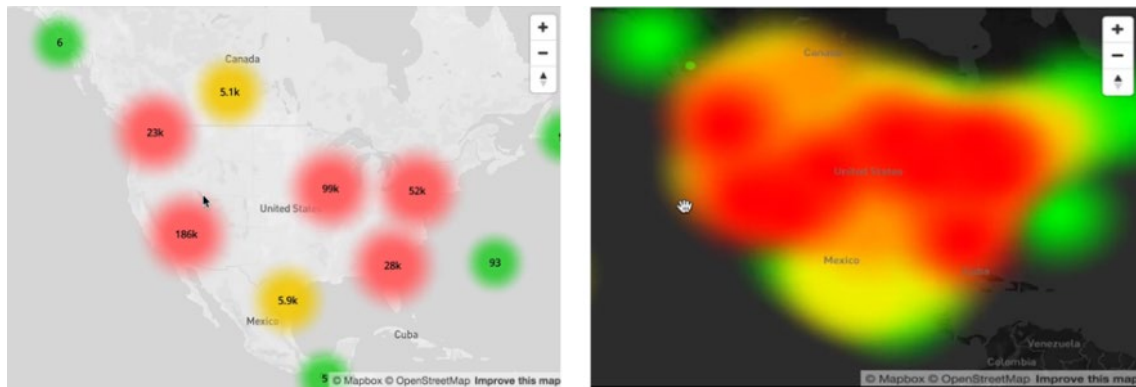 6
Canada
5.1k
23k
99k
52k
United States
186k
28k
93
5.9k
Mexico
Cuba
5
© Mapbox © OpenStreetMap Improve this map
Canada
United States
Mexico
Cuba
Venezuela
Colombia
© Mapbox © OpenStreetMap Improve this map